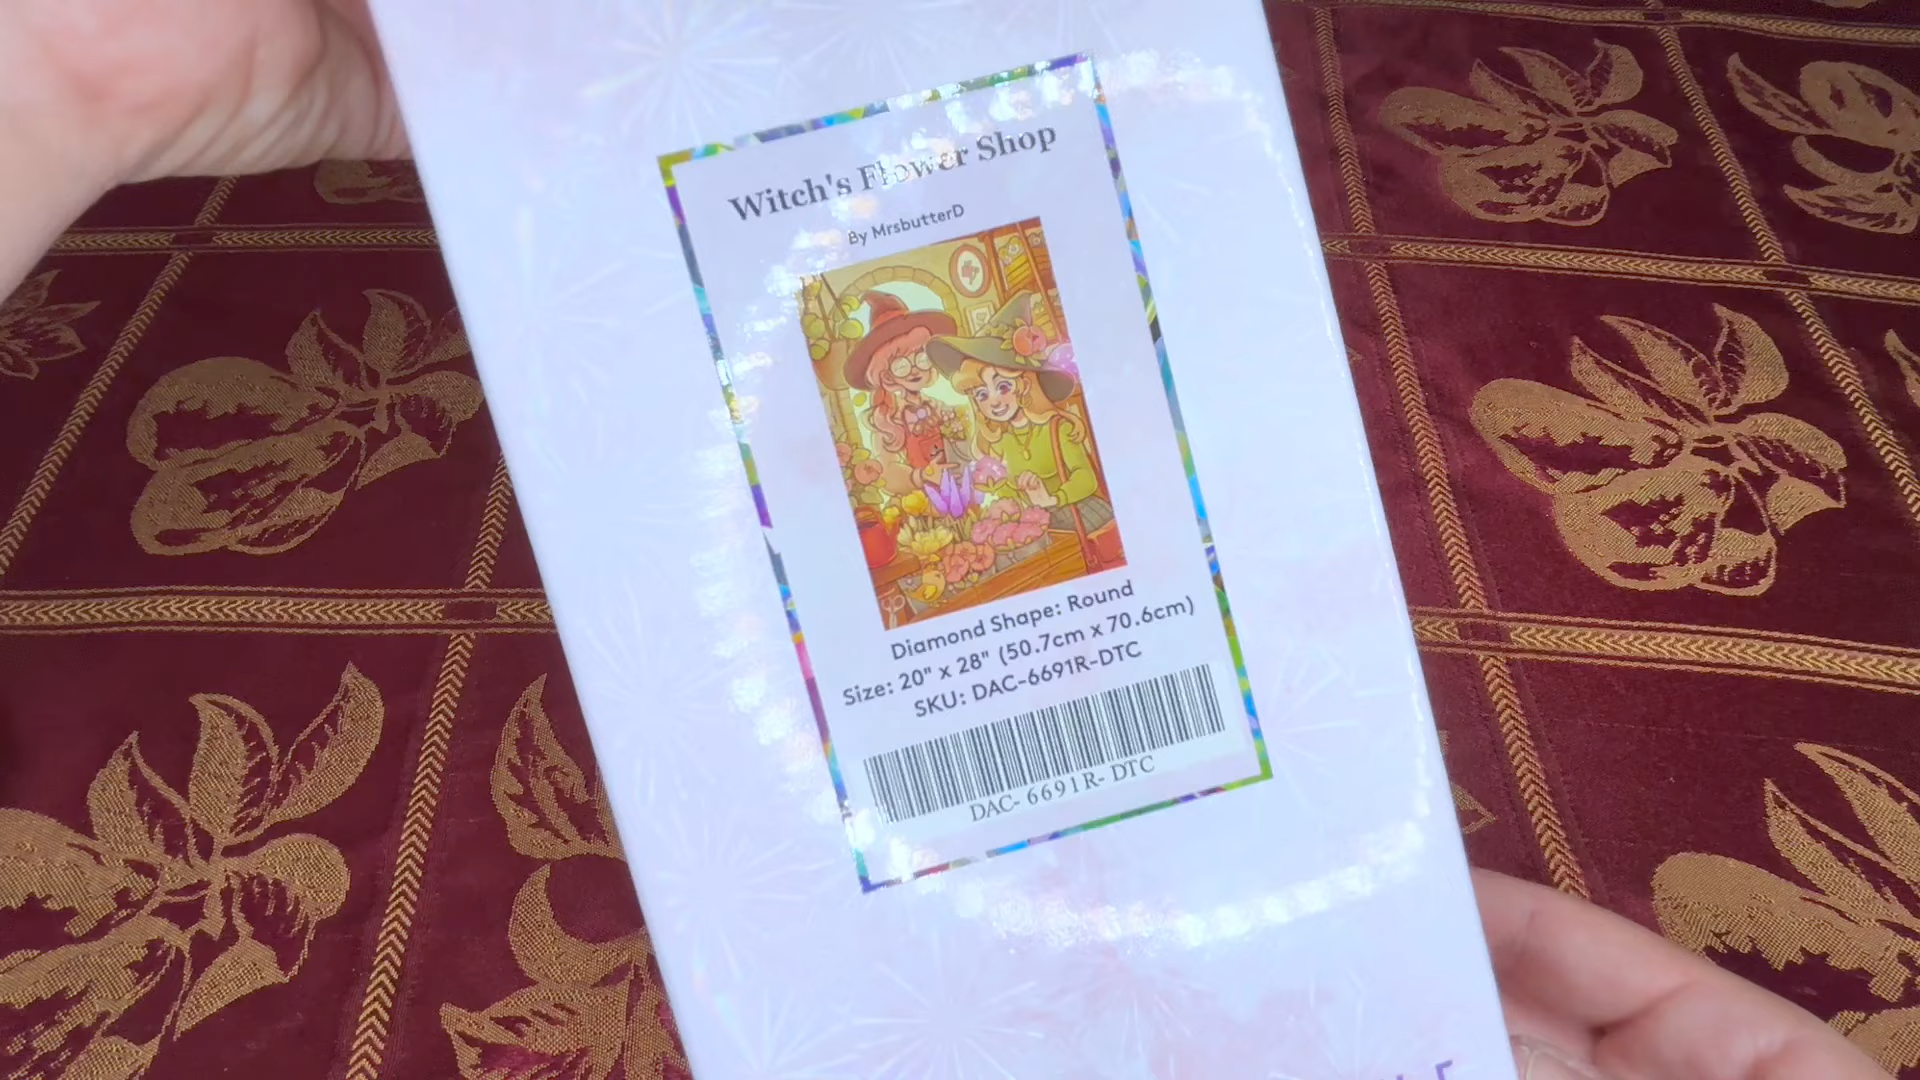 Witch's Flower Shop
By MrsbutterD
Diamond Shape: Round
Size: 20" x 28" (50.7cm x 70.6cm)
SKU: DAC-6691R-DTC
DAC- 6691R- DTC